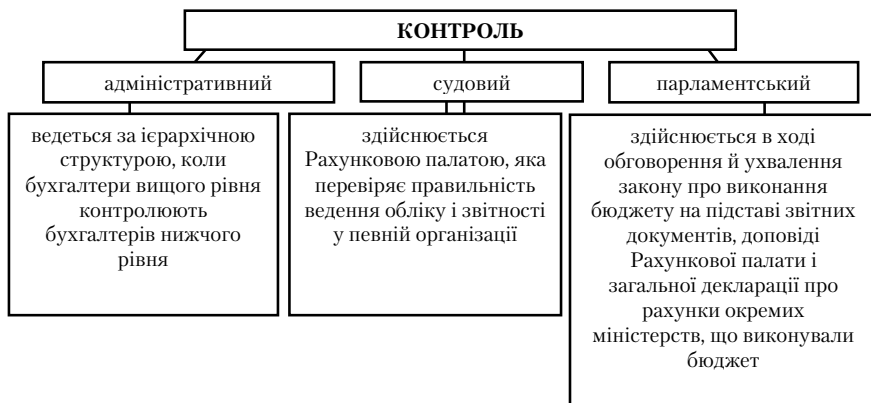 КОНТРОЛЬ
адміністративний
судовий
парламентський
ведеться за ієрархічною
структурою, коли
бухгалтери вищого рівня
контролюють
бухгалтерів нижчого
рівня
здійснюється
Рахунковою палатою, яка
перевіряє правильність
ведення обліку і звітності
у певній організації
здійснюється в ході
обговорення й ухвалення
закону про виконання
бюджету на підставі звітних
документів, доповіді
Рахункової палати і
загальної декларації про
рахунки окремих
міністерств, що виконували
бюджет